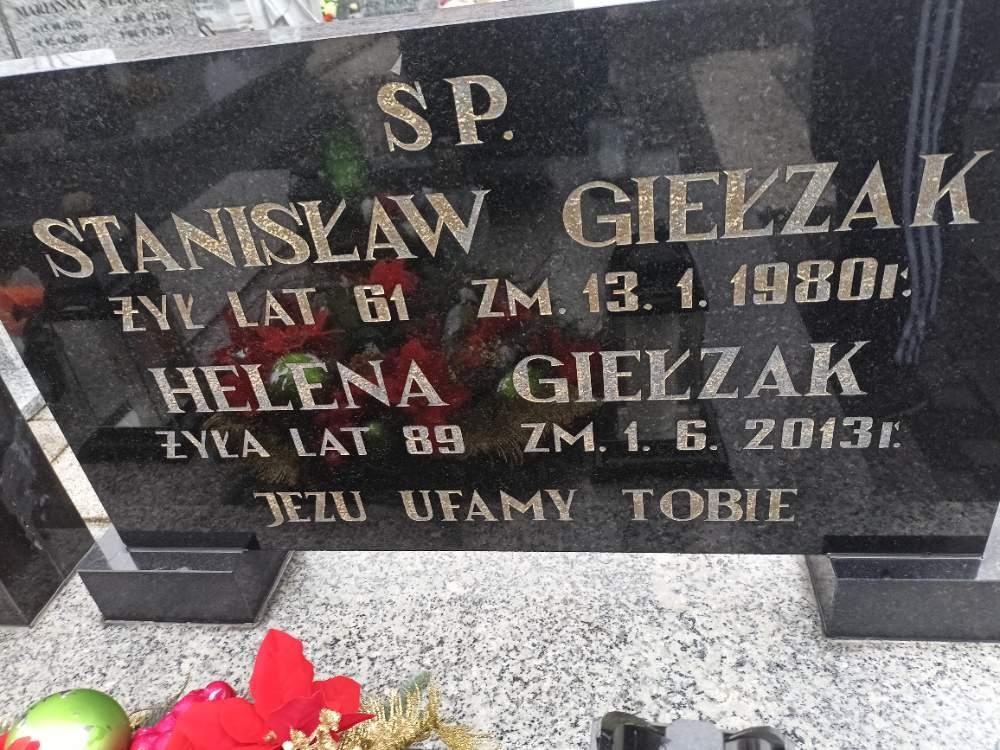 MARIANNA
Ś.P.
STANISŁAW GIEŁZAK
ŻYŁ LAT 61 ZM. 13. 1. 1980r.
HELENA GIEŁZAK
ŻYŁA LAT 89 ZM. 1. 6. 2013r.
JEZU UFAMY TOBIE